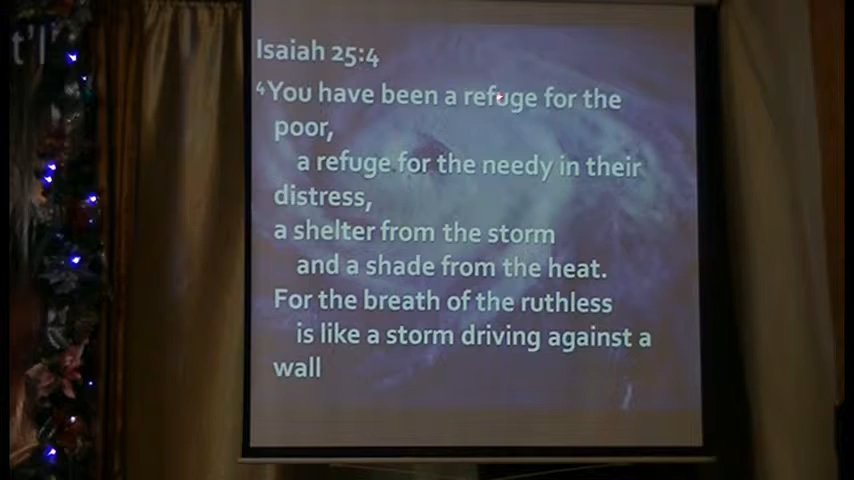 t'l
Isaiah 25:4
4You have been a refuge for the
poor,
a refuge for the needy in their
distress,
a shelter from the storm
and a shade from the heat.
For the breath of the ruthless
is like a storm driving against a
wall